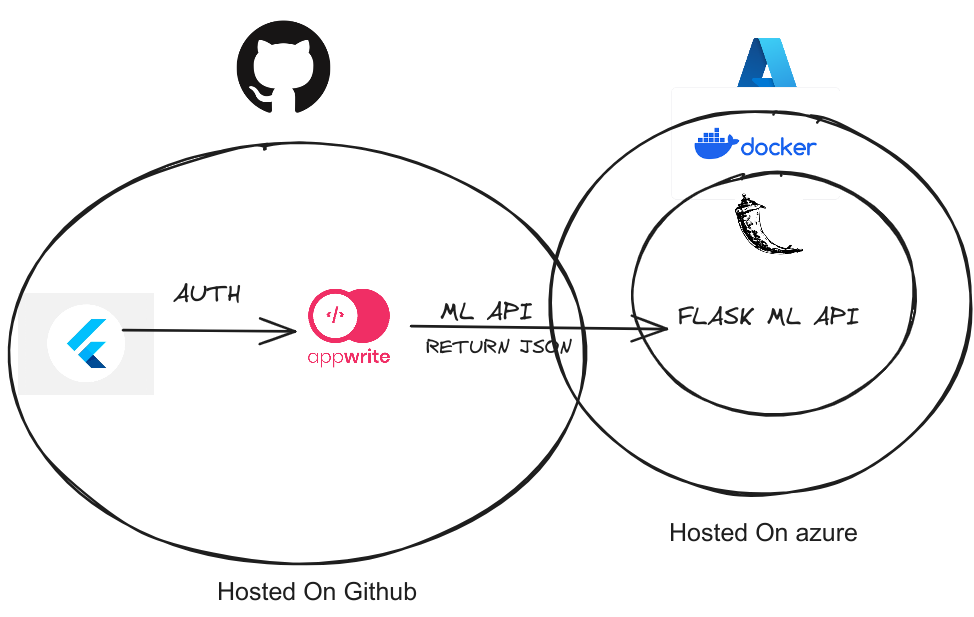 docker
AUTH
</>
appwrite
ML API
RETURN JSON
FLASK ML API
Hosted On azure
Hosted On Github